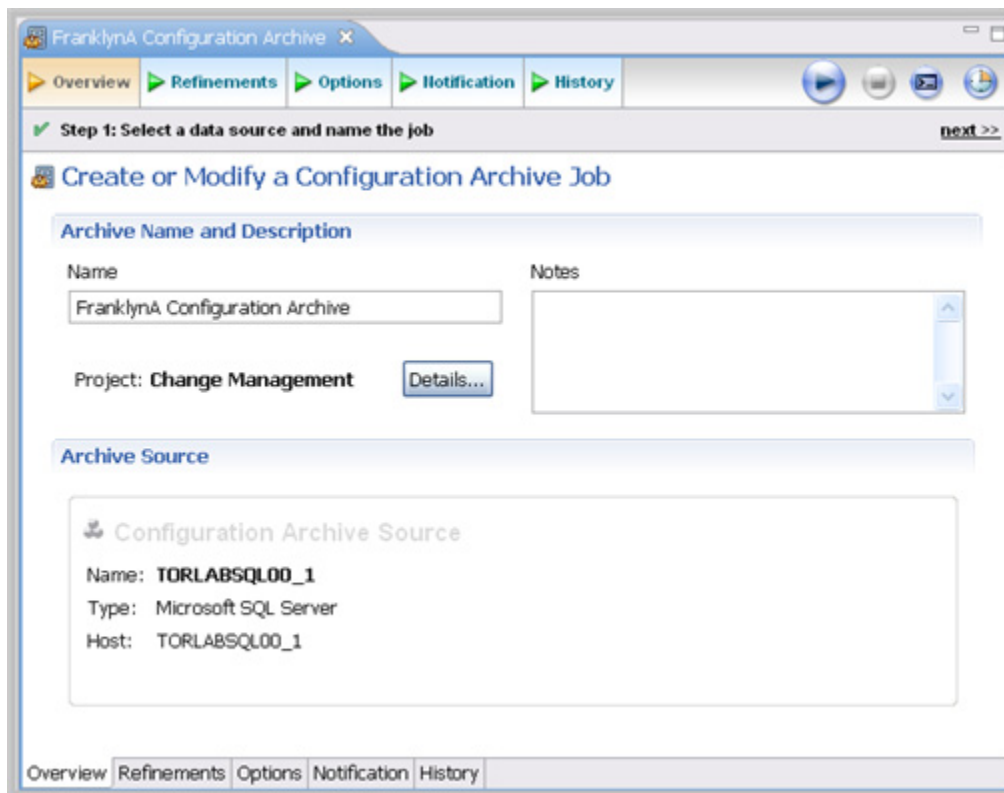 FranklynA Configuration Archive
Overview Refinements Options Notification History
Step 1: Select a data source and name the job next >>
Create or Modify a Configuration Archive Job
Archive Name and Description
Name Notes
FranklynA Configuration Archive
Project: Change Management Details...
Archive Source
Configuration Archive Source
Name: TORLABSQL00_1
Type: Microsoft SQL Server
Host: TORLABSQL00_1
Overview Refinements Options Notification History